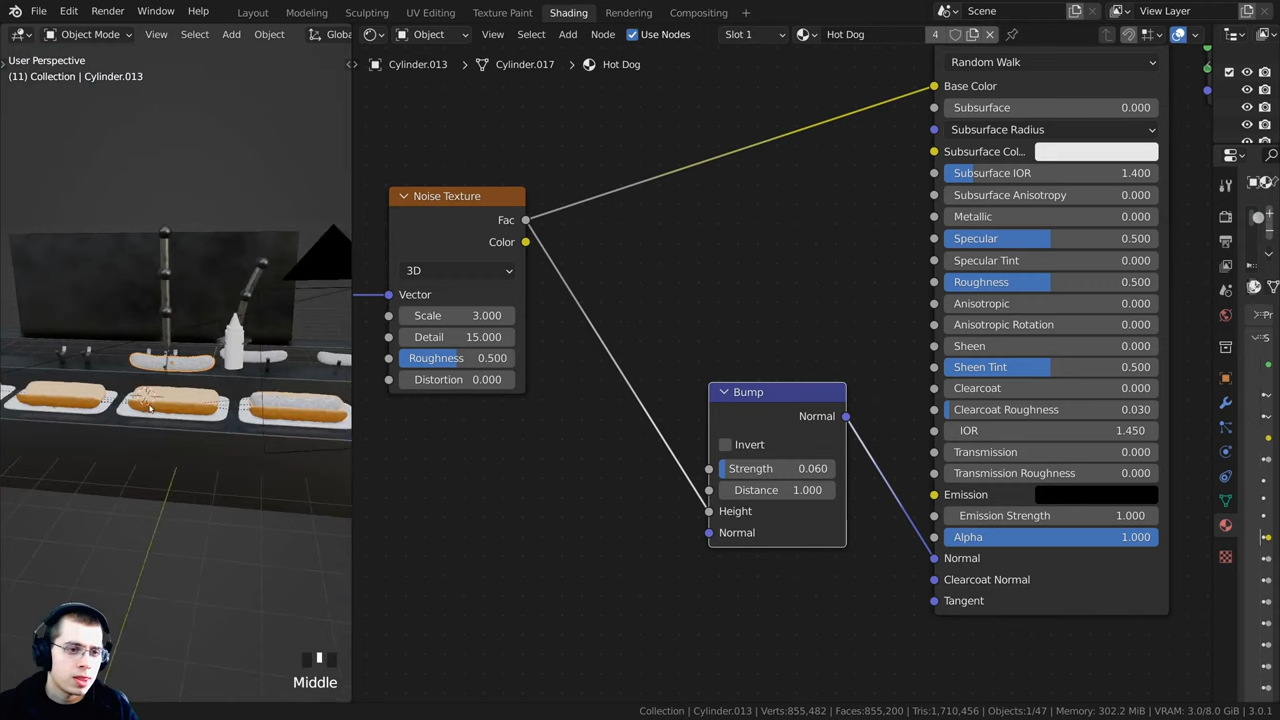 File Edit Render Window Help Layout Modeling Sculpting UV Editing Texture Paint Shading Animation Rendering Compositing + Scene View Layer
Object Mode View Select Add Object Globa Object View Select Add Node Use Nodes Slot 1 Hot Dog 4
User Perspective
(11) Collection | Cylinder.013
Cylinder.013 > Cylinder.017 > Hot Dog
Random Walk
Base Color
Subsurface 0.000
Subsurface Radius
Subsurface Col...
Subsurface IOR 1.400
Subsurface Anisotropy 0.000
Metallic 0.000
Specular 0.500
Specular Tint 0.000
Roughness 0.500
Anisotropic 0.000
Anisotropic Rotation 0.000
Sheen 0.000
Sheen Tint 0.500
Clearcoat 0.000
Clearcoat Roughness 0.030
IOR 1.450
Transmission 0.000
Transmission Roughness 0.000
Emission
Emission Strength 1.000
Alpha 1.000
Normal
Clearcoat Normal
Tangent
Noise Texture
Fac
Color
3D
Vector
Scale 3.000
Detail 15.000
Roughness 0.500
Distortion 0.000
Bump
Normal
Invert
Strength 0.060
Distance 1.000
Height
Normal
Middle
Collection | Cylinder.013 | Verts:855,482 | Faces:855,200 | Tris:1,710,456 | Objects:1/47 | Memory: 302.2 MiB | VRAM: 3.0/8.0 GiB | 3.0.1